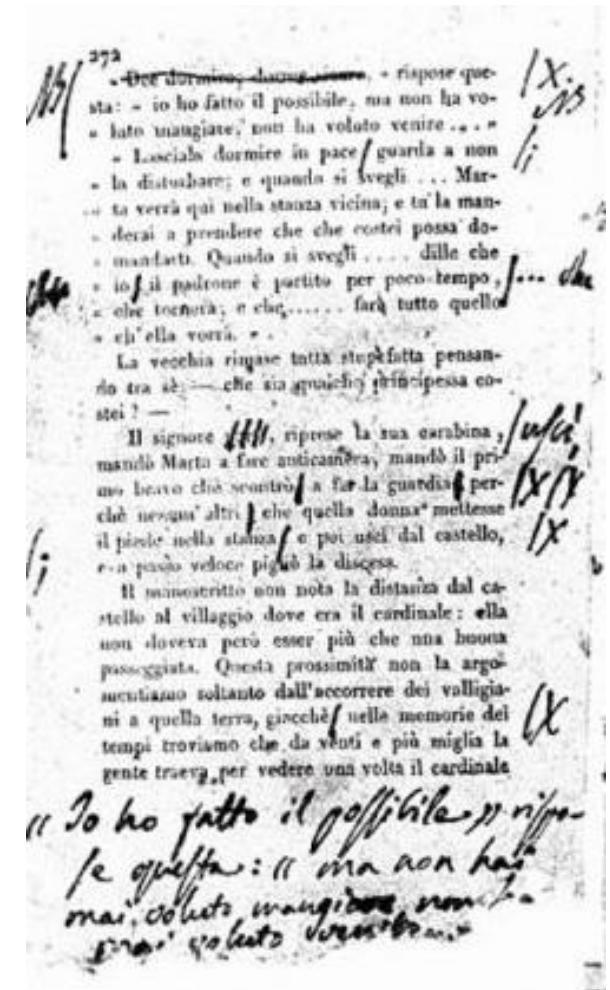 272
" Dee dormire; , " rispose que-
sta: " io ho fatto il possibile, ma non ha vo-
" luto mangiare, non ha voluto venire . . . "
" Lasciala dormire in pace guarda a non
" la disturbare; e quando si svegli . . . Mar-
" ta verrà qui nella stanza vicina; e tu la man-
" derai a prendere che che costei possa do-
" mandarti. Quando si svegli . . . . dille che
" io il padrone è partito per poco tempo,
" che tornerà, e che . . . . . . farà tutto quello
" ch'ella vorrà. " .
La vecchia rimase tutta stupefatta pensan-
do tra sè: — che sia qualche principessa co-
stei ? —
Il signore , riprese la sua carabina, uscì
mandò Marta a fare anticamera, mandò il pri-
mo bravo che scontrò a far la guardia per-
chè nessun' altri che quella donna mettesse
il piede nella stanza e poi uscì dal castello,
e a passo veloce pigliò la discesa.
Il manoscritto non nota la distanza dal ca-
stello al villaggio dove era il cardinale: ella
non doveva però esser più che una buona
passeggiata. Questa prossimità non la argo-
mentiamo soltanto dall'accorrere dei valligia-
ni a quella terra, giacchè nelle memorie del
tempi troviamo che da venti e più miglia la
gente traeva per vedere una volta il cardinale
« Io ho fatto il possibile » rispo-
se questa: « ma non ha
mai voluto mangiare non ha
mai voluto venire...